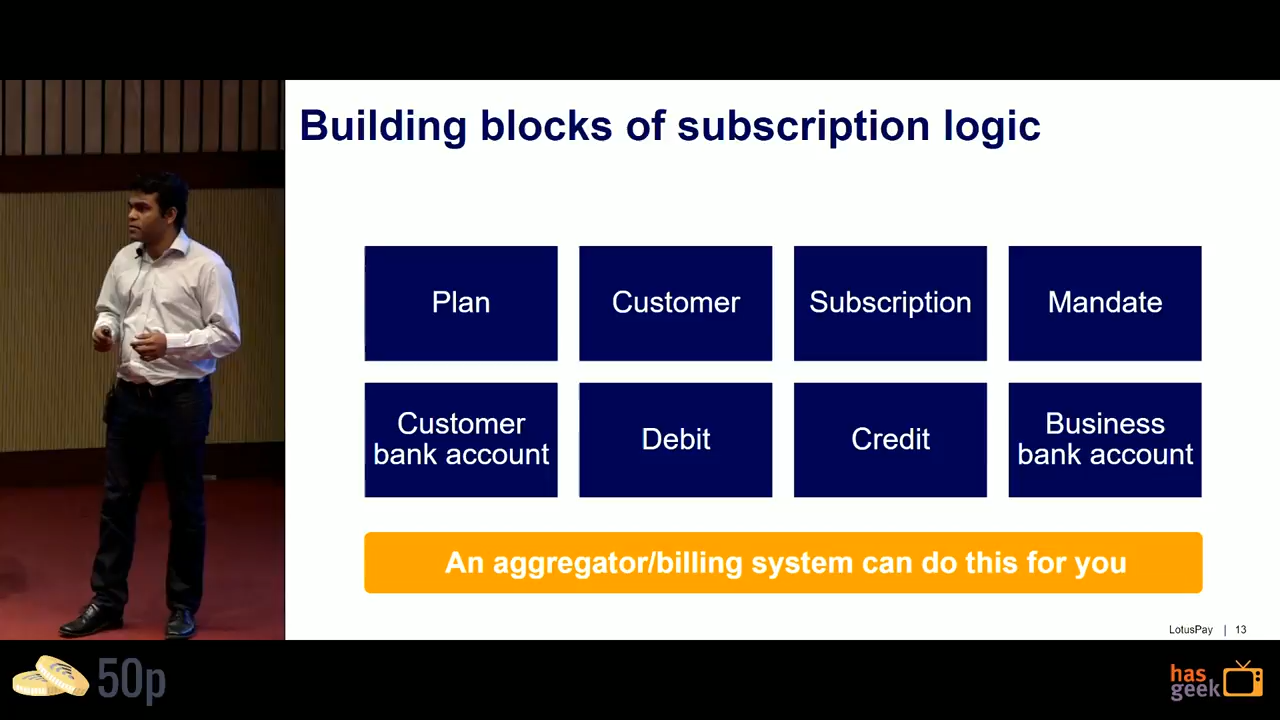 Building blocks of subscription logic
Plan
Customer
Subscription
Mandate
Customer
bank account
Debit
Credit
Business
bank account
An aggregator/billing system can do this for you
LotusPay | 13
50p
has
geek